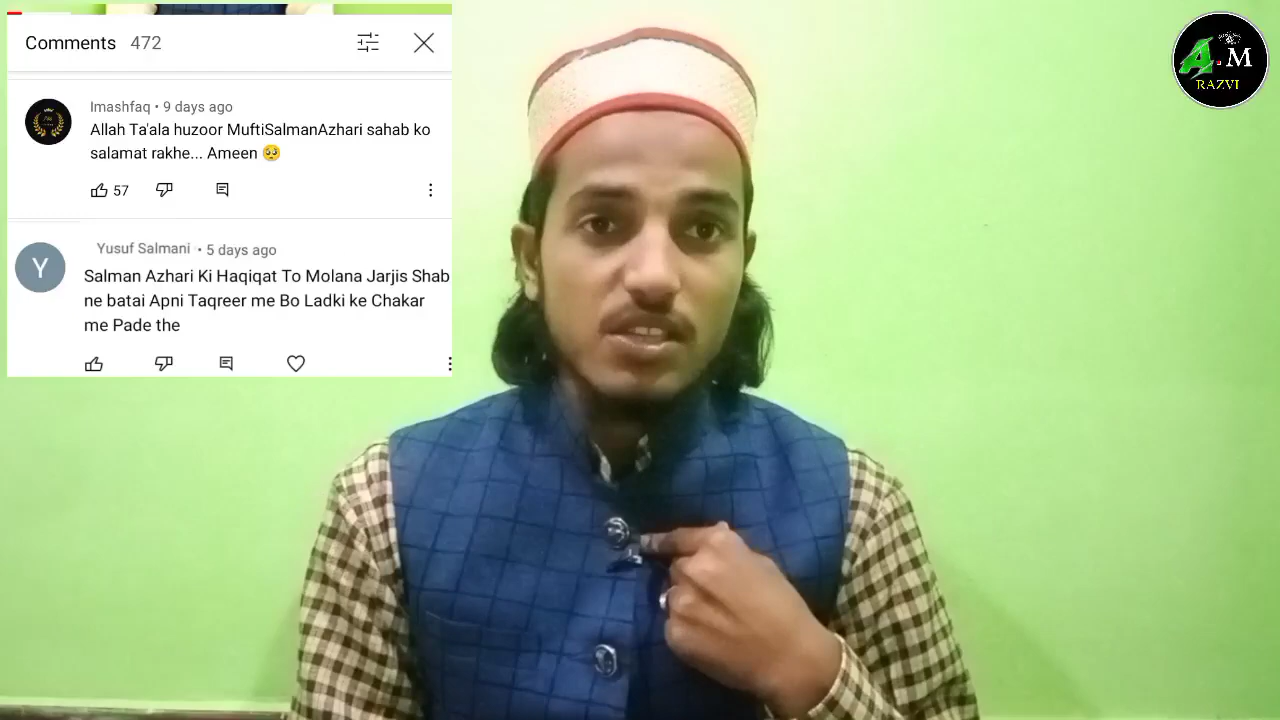 Comments 472
Imashfaq • 9 days ago
Allah Ta'ala huzoor MuftiSalmanAzhari sahab ko
salamat rakhe... Ameen 🥺
57
Y
Yusuf Salmani • 5 days ago
Salman Azhari Ki Haqiqat To Molana Jarjis Shab
ne batai Apni Taqreer me Bo Ladki ke Chakar
me Pade the
A.M
RAZVI